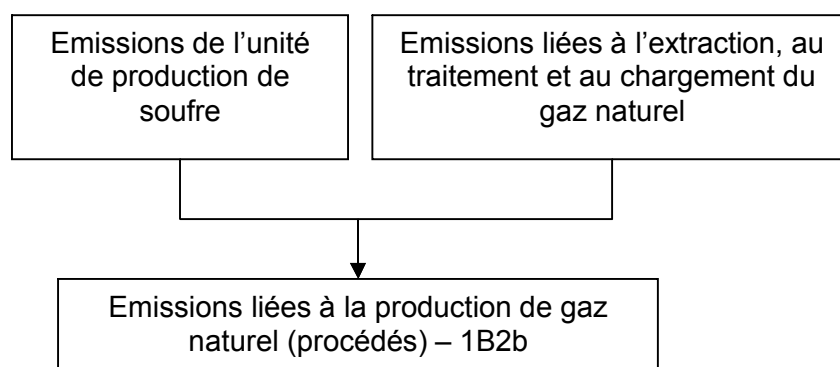 Emissions de l’unité
de production de
soufre
Emissions liées à l’extraction, au
traitement et au chargement du
gaz naturel
Emissions liées à la production de gaz
naturel (procédés) – 1B2b